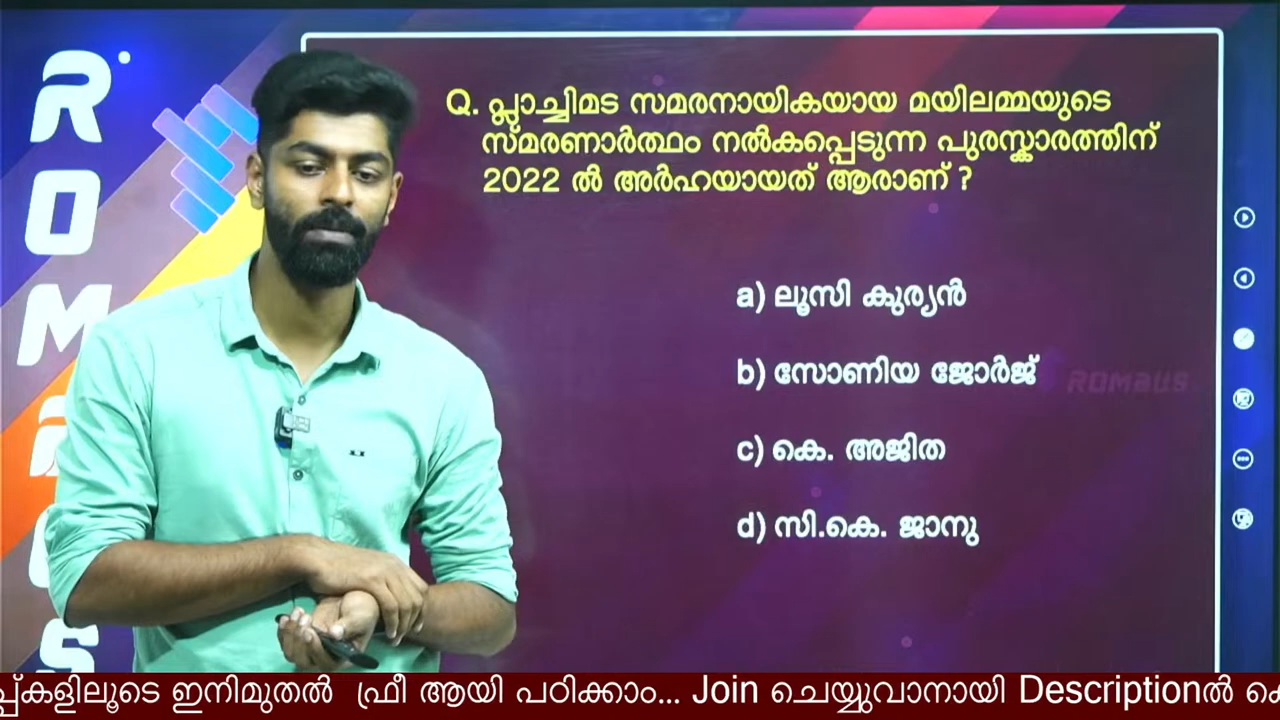 ROMAUS
Q. പ്ലാച്ചിമട സമരനായികയായ മയിലമ്മയുടെ
സ്മരണാർത്ഥം നൽകപ്പെടുന്ന പുരസ്കാരത്തിന്
2022 ൽ അർഹയായത് ആരാണ് ?
a) ലൂസി കുര്യൻ
b) സോണിയ ജോർജ്
ROMAUS
c) കെ. അജിത
d) സി.കെ. ജാനു
ഇനിമുതൽ ഫ്രീ ആയി പഠിക്കാം... Join ചെയ്യുവാനായി Descriptionൽ